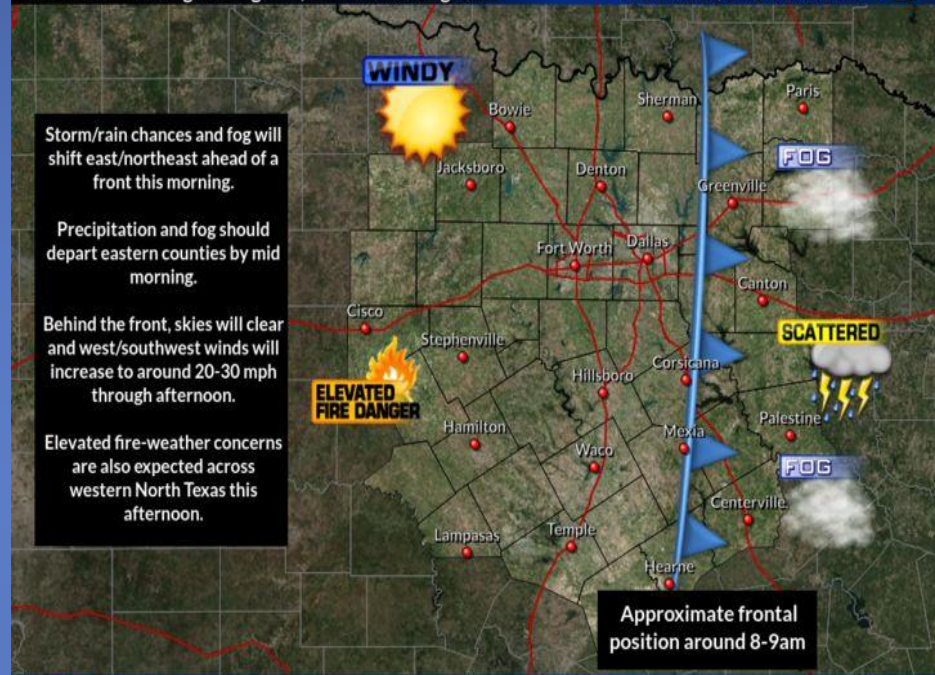 WINDY
Sherman
Paris
Bowie
Storm/rain chances and fog will
shift east/northeast ahead of a
front this morning.
Precipitation and fog should
depart eastern counties by mid
morning.
Behind the front, skies will clear
and west/southwest winds will
increase to around 20-30 mph
through afternoon.
Elevated fire-weather concerns
are also expected across
western North Texas this
afternoon.
FOG
Jacksboro
Denton
Greenville
Fort Worth
Dallas
Canton
Cisco
SCATTERED
Stephenville
Corsicana
Hillsboro
ELEVATED
FIRE DANGER
Palestine
Hamilton
Mexia
Waco
FOG
Centerville
Lampasas
Temple
Hearne
Approximate frontal
position around 8-9am